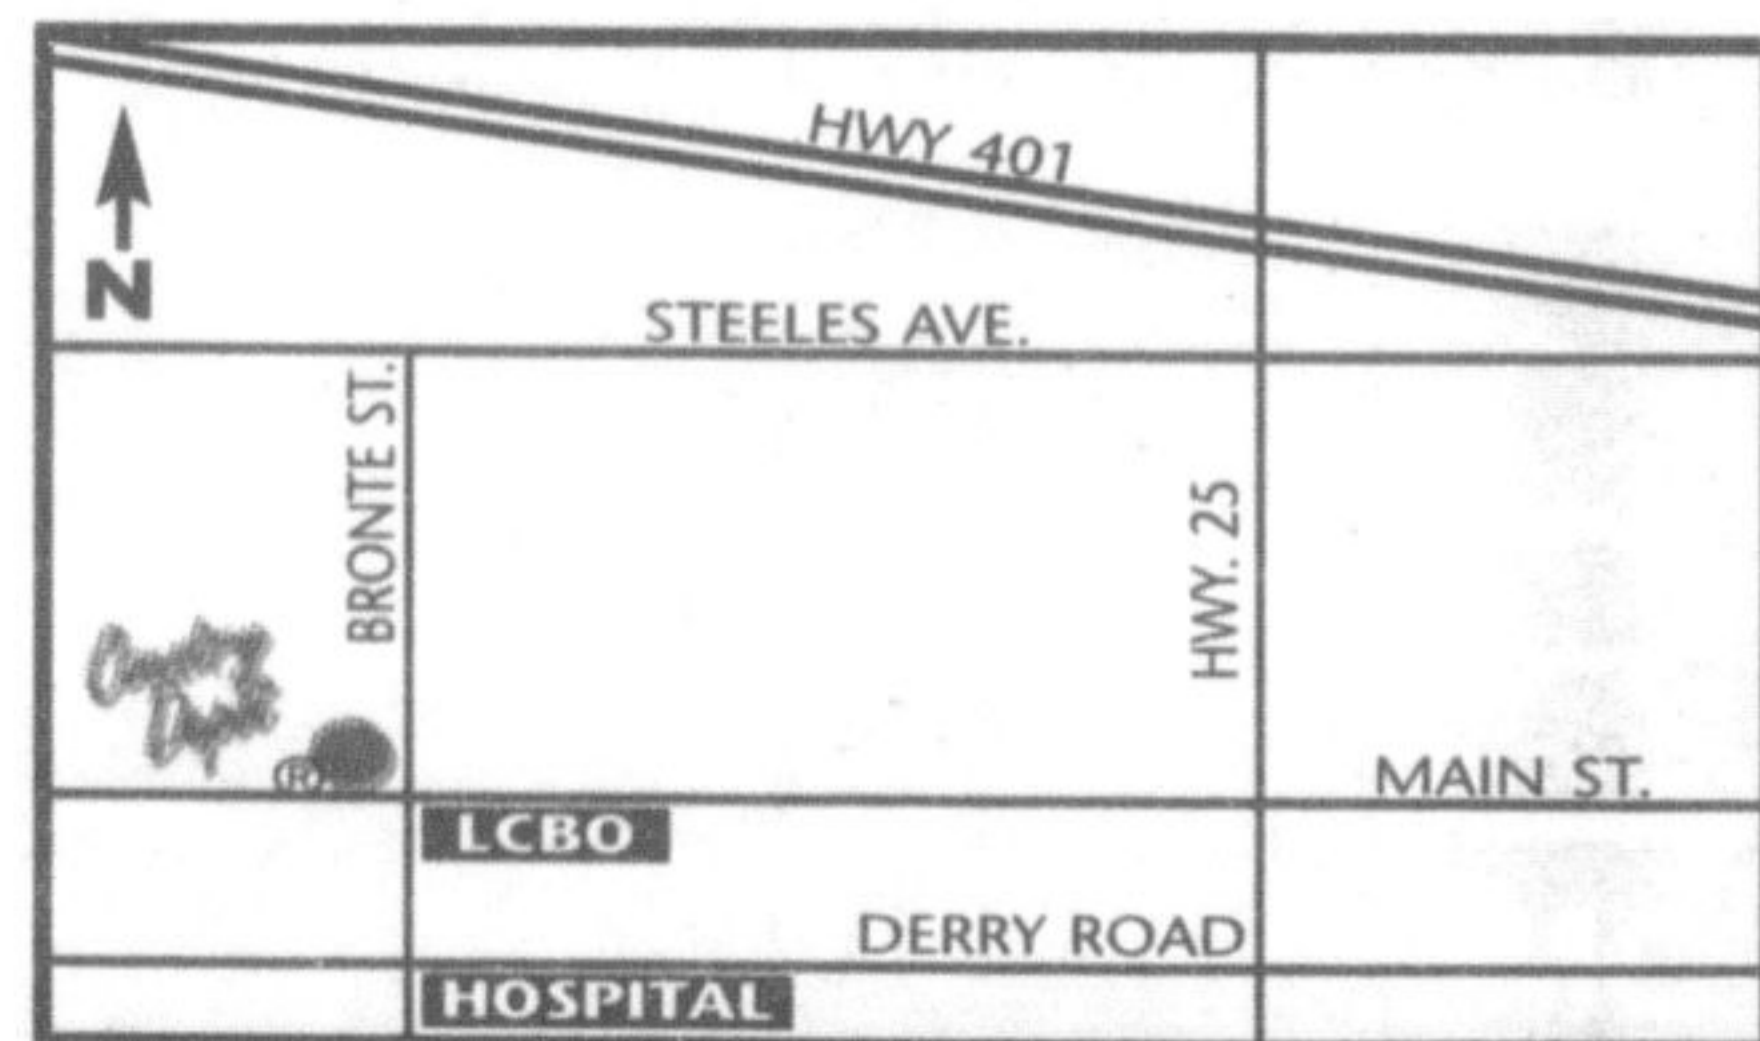 HWY 401
N
STEELES AVE.
BRONTE ST.
HWY. 25
®
MAIN ST.
LCBO
DERRY ROAD
HOSPITAL